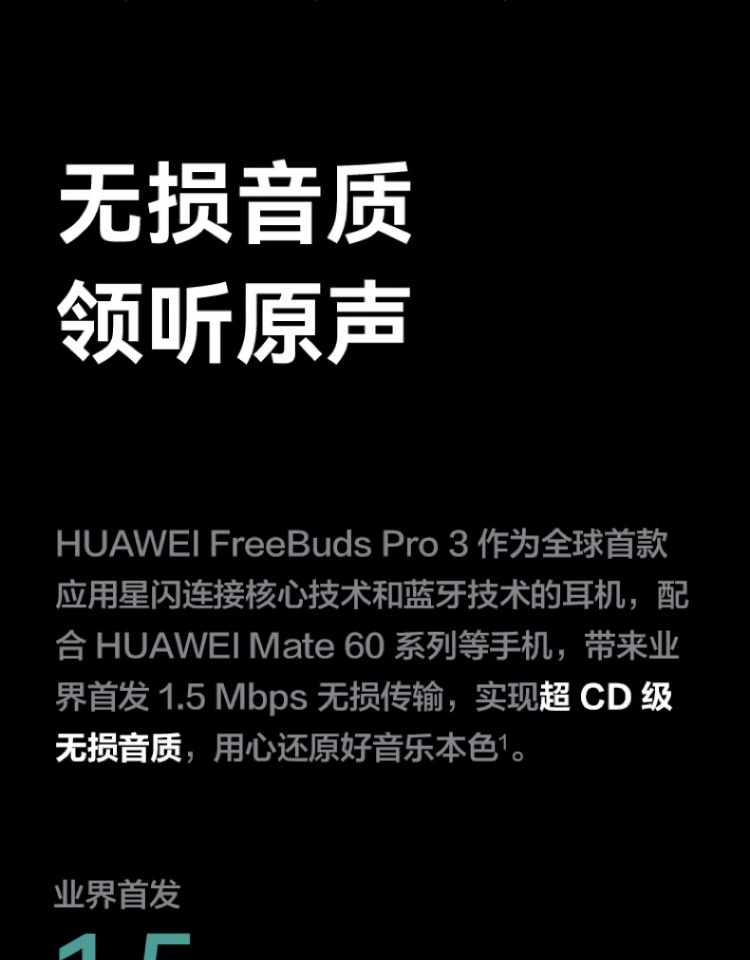 无损音质
领听原声
HUAWEI FreeBuds Pro 3 作为全球首款
应用星闪连接核心技术和蓝牙技术的耳机，配
合 HUAWEI Mate 60 系列等手机，带来业
界首发 1.5 Mbps 无损传输，实现超 CD 级
无损音质，用心还原好音乐本色¹。
业界首发
1.5